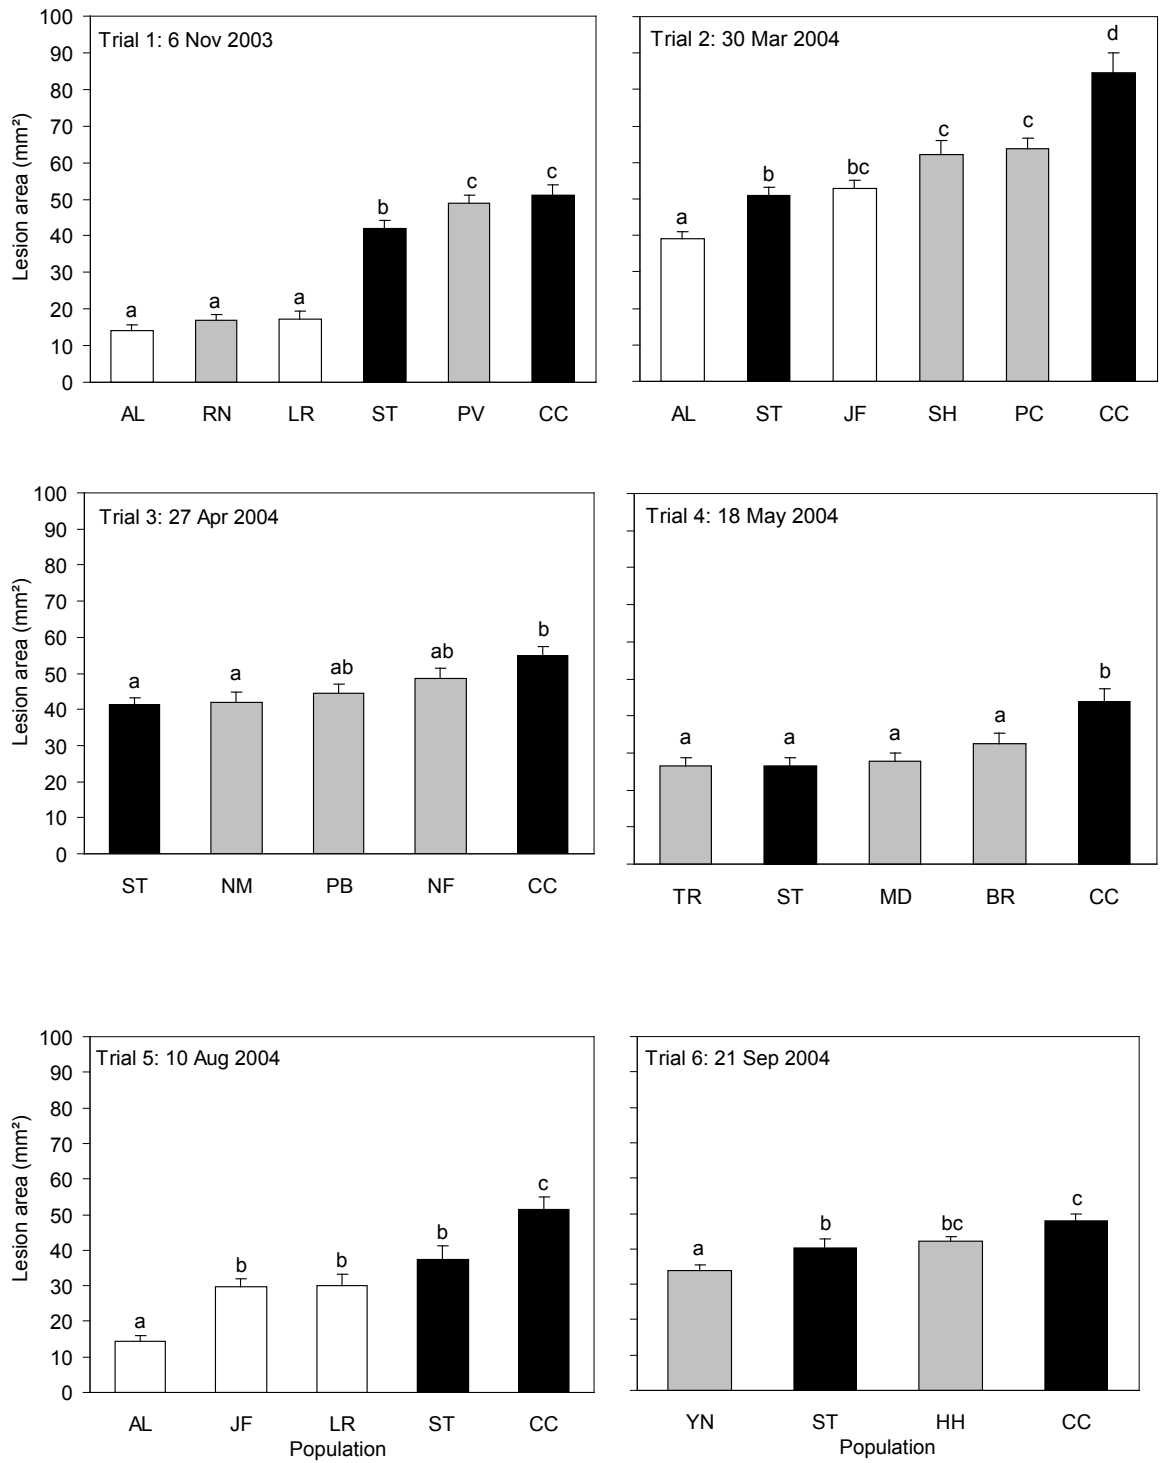 Trial 1: 6 Nov 2003
Lesion area (mm²)
100
90
80
70
60
50
40
30
20
10
0
a
a
a
b
c
c
AL RN LR ST PV CC
Trial 2: 30 Mar 2004
a
b
bc
c
c
d
AL ST JF SH PC CC
Trial 3: 27 Apr 2004
Lesion area (mm²)
100
90
80
70
60
50
40
30
20
10
0
a
a
ab
ab
b
ST NM PB NF CC
Trial 4: 18 May 2004
a
a
a
a
b
TR ST MD BR CC
Trial 5: 10 Aug 2004
Lesion area (mm²)
100
90
80
70
60
50
40
30
20
10
0
a
b
b
b
c
AL JF LR ST CC
Population
Trial 6: 21 Sep 2004
a
b
bc
c
YN ST HH CC
Population